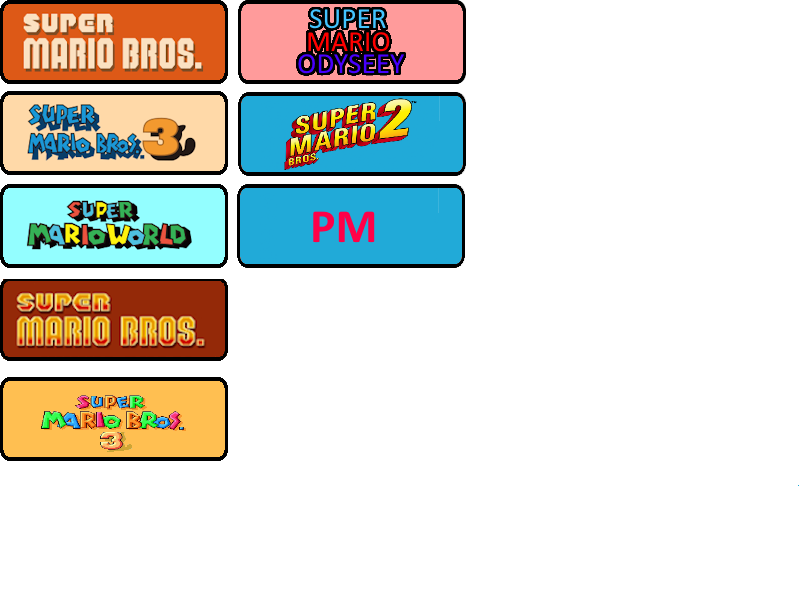 SUPER
MARIO BROS.
SUPER
MARIO BROS.
3
SUPER
MARIO WORLD
SUPER
MARIO BROS.
SUPER
MARIO BROS.
3
SUPER
MARIO
ODYSEEY
SUPER
MARIO 2
BROS.
PM